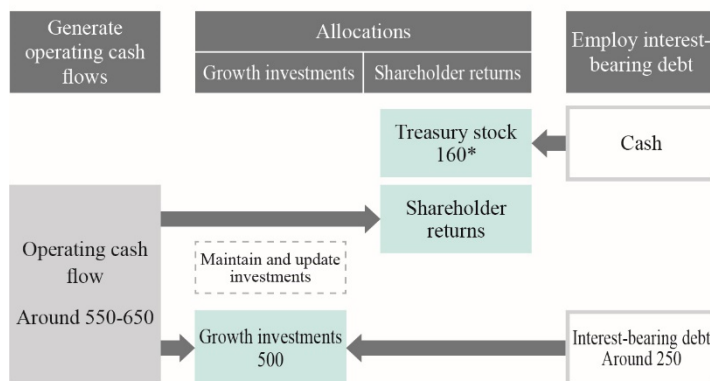 Generate
operating cash
flows
Allocations
Growth investments
Shareholder returns
Employ interest-
bearing debt
Treasury stock
160*
Cash
Operating cash
flow
Around 550-650
Shareholder
returns
Maintain and update
investments
Growth investments
500
Interest-bearing debt
Around 250